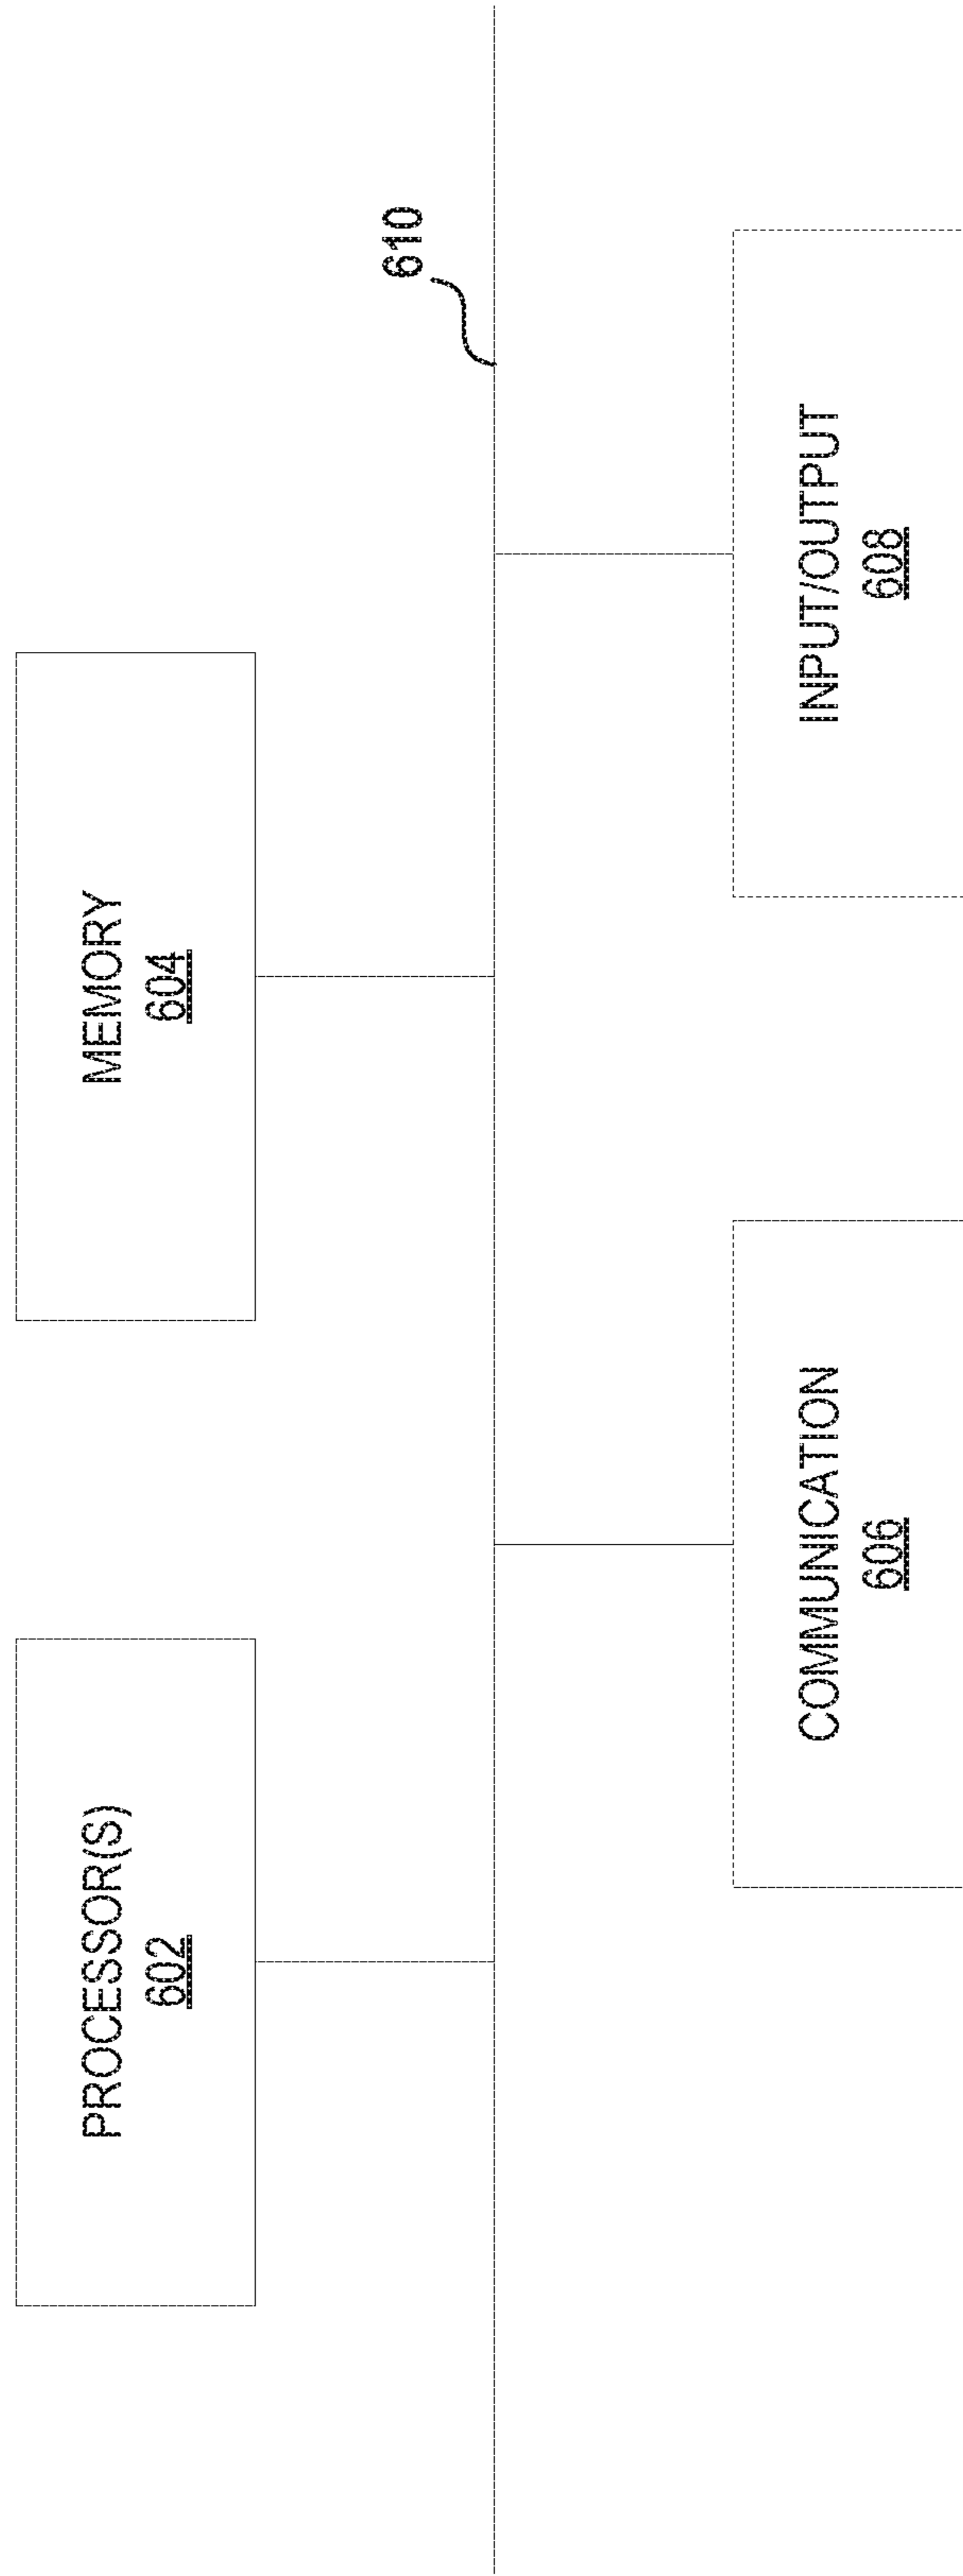 PROCESSOR(S)
602
MEMORY
604
610
COMMUNICATION
606
INPUT/OUTPUT
608